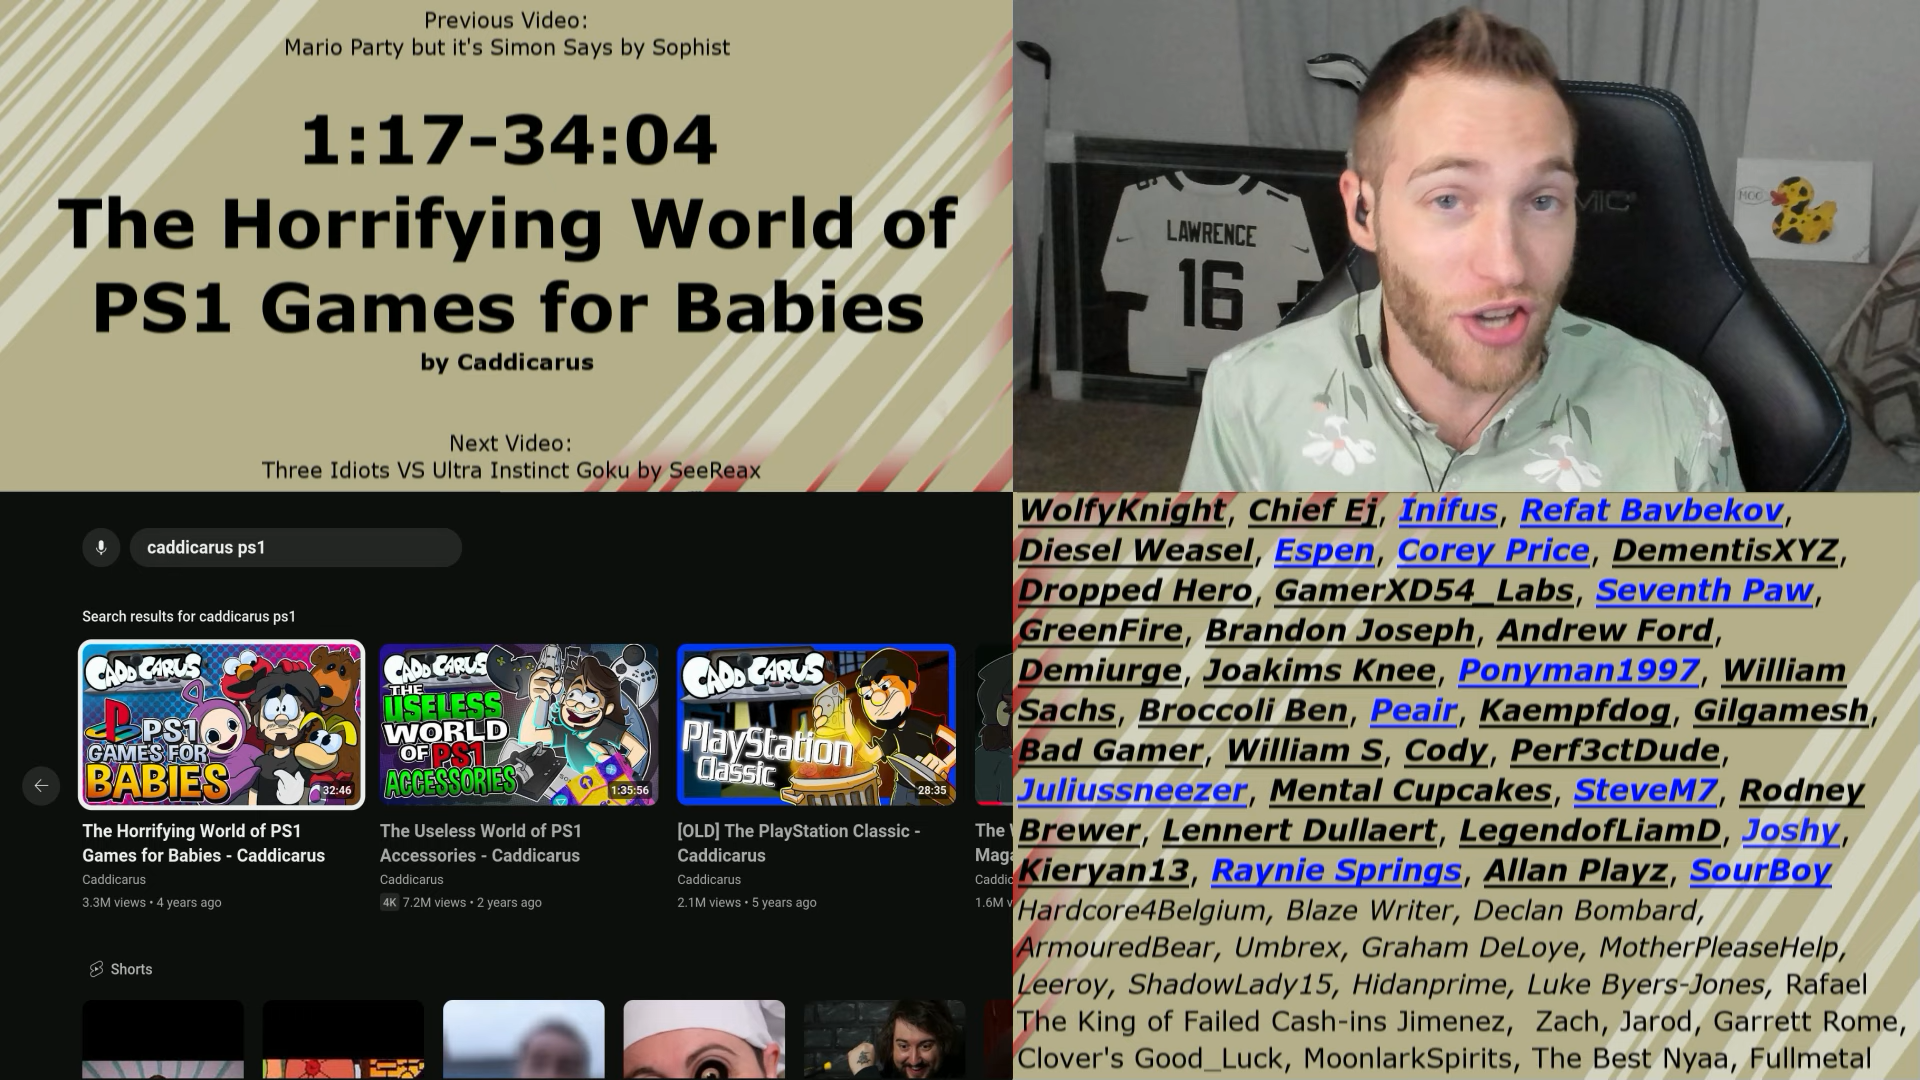 Previous Video:
Mario Party but it's Simon Says by Sophist
1:17-34:04
The Horrifying World of
PS1 Games for Babies
by Caddicarus
Next Video:
Three Idiots VS Ultra Instinct Goku by SeeReax
LAWRENCE
16
MOO
caddicarus ps1
Search results for caddicarus ps1
CADDICARUS
PS1
GAMES FOR
BABIES
32:46
CADDICARUS
THE
USELESS
WORLD
OF PS1
ACCESSORIES
1:35:56
CADDICARUS
PlayStation
Classic
28:35
The Horrifying World of PS1
Games for Babies - Caddicarus
Caddicarus
3.3M views • 4 years ago
The Useless World of PS1
Accessories - Caddicarus
Caddicarus
4K 7.2M views • 2 years ago
[OLD] The PlayStation Classic -
Caddicarus
Caddicarus
2.1M views • 5 years ago
The
Maga
Caddic
1.6M v
Shorts
WolfyKnight, Chief Ej, Inifus, Refat Bavbekov,
Diesel Weasel, Espen, Corey Price, DementisXYZ,
Dropped Hero, GamerXD54_Labs, Seventh Paw,
GreenFire, Brandon Joseph, Andrew Ford,
Demiurge, Joakims Knee, Ponyman1997, William
Sachs, Broccoli Ben, Peair, Kaempfdog, Gilgamesh,
Bad Gamer, William S, Cody, Perf3ctDude,
Juliussneezer, Mental Cupcakes, SteveM7, Rodney
Brewer, Lennert Dullaert, LegendofLiamD, Joshy,
Kieryan13, Raynie Springs, Allan Playz, SourBoy
Hardcore4Belgium, Blaze Writer, Declan Bombard,
ArmouredBear, Umbrex, Graham DeLoye, MotherPleaseHelp,
Leeroy, ShadowLady15, Hidanprime, Luke Byers-Jones, Rafael
The King of Failed Cash-ins Jimenez, Zach, Jarod, Garrett Rome,
Clover's Good_Luck, MoonlarkSpirits, The Best Nyaa, Fullmetal